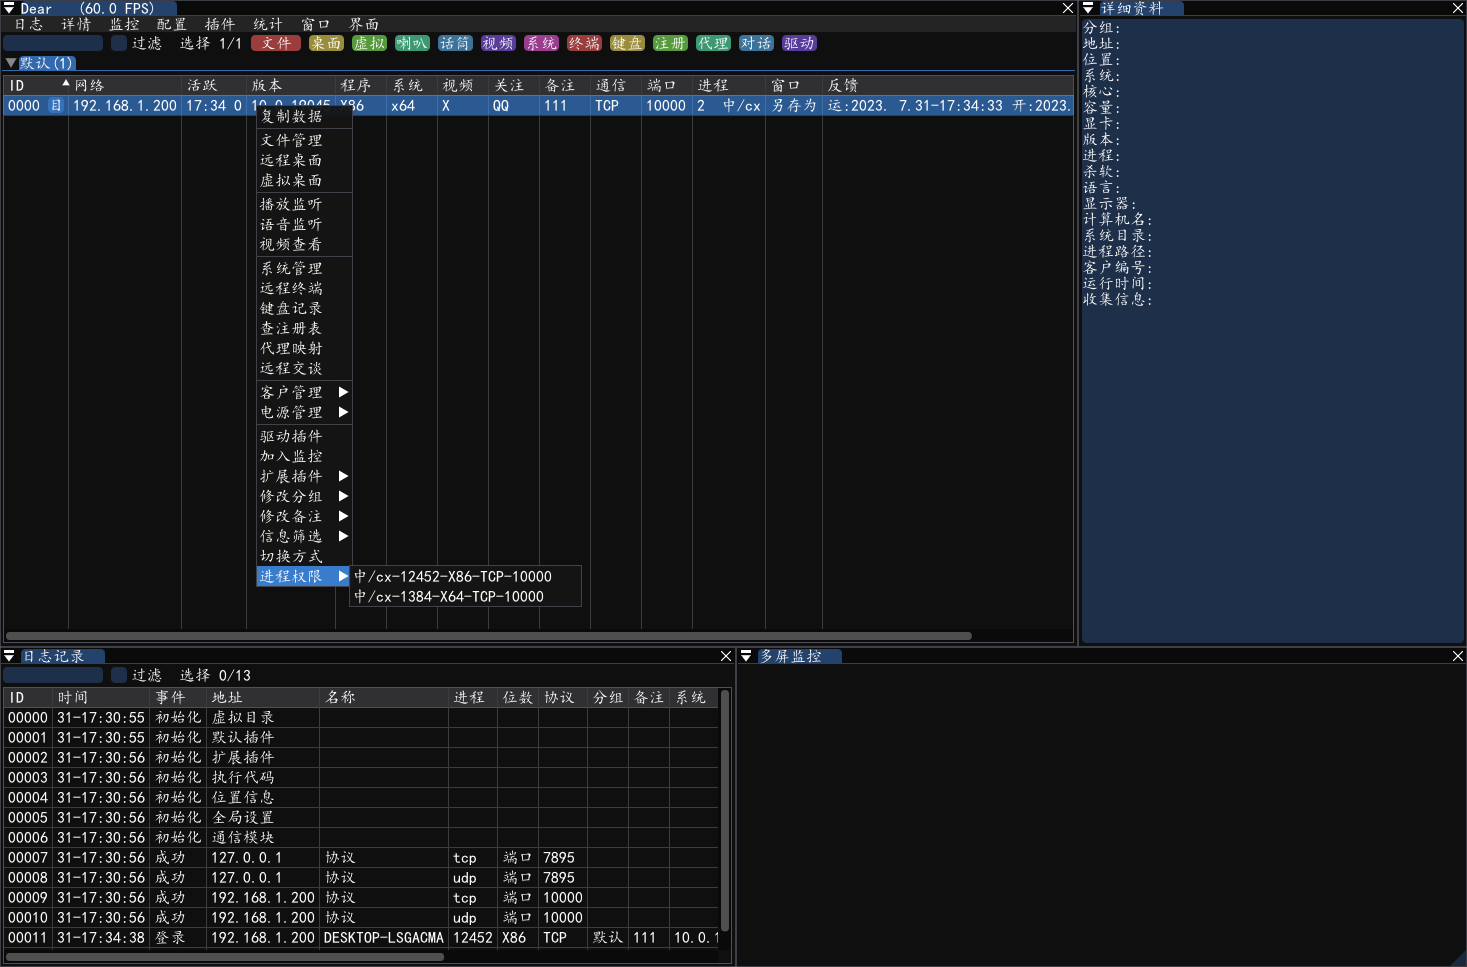 Dear (60.0 FPS)
日志 详情 监控 配置 插件 统计 窗口 界面
过滤 选择 1/1 文件 桌面 虚拟 喇叭 话筒 视频 系统 终端 键盘 注册 代理 对话 驱动
默认(1)
ID 网络 活跃 版本 程序 系统 视频 关注 备注 通信 端口 进程 窗口 反馈
0000 目 192.168.1.200 17:34 0 10.0.19045 X86 x64 X QQ 111 TCP 10000 2 中/cx 另存为 运:2023. 7.31-17:34:33 开:2023.
复制数据
文件管理
远程桌面
虚拟桌面
播放监听
语音监听
视频查看
系统管理
远程终端
键盘记录
查注册表
代理映射
远程交谈
客户管理
电源管理
驱动插件
加入监控
扩展插件
修改分组
修改备注
信息筛选
切换方式
进程权限
中/cx-12452-X86-TCP-10000
中/cx-1384-X64-TCP-10000
详细资料
分组:
地址:
位置:
系统:
核心:
容量:
显卡:
版本:
进程:
杀软:
语言:
显示器:
计算机名:
系统目录:
进程路径:
客户编号:
运行时间:
收集信息:
日志记录
过滤 选择 0/13
ID 时间 事件 地址 名称 进程 位数 协议 分组 备注 系统
00000 31-17:30:55 初始化 虚拟目录
00001 31-17:30:55 初始化 默认插件
00002 31-17:30:56 初始化 扩展插件
00003 31-17:30:56 初始化 执行代码
00004 31-17:30:56 初始化 位置信息
00005 31-17:30:56 初始化 全局设置
00006 31-17:30:56 初始化 通信模块
00007 31-17:30:56 成功 127.0.0.1 协议 tcp 端口 7895
00008 31-17:30:56 成功 127.0.0.1 协议 udp 端口 7895
00009 31-17:30:56 成功 192.168.1.200 协议 tcp 端口 10000
00010 31-17:30:56 成功 192.168.1.200 协议 udp 端口 10000
00011 31-17:34:38 登录 192.168.1.200 DESKTOP-LSGACMA 12452 X86 TCP 默认 111 10.0.1
多屏监控